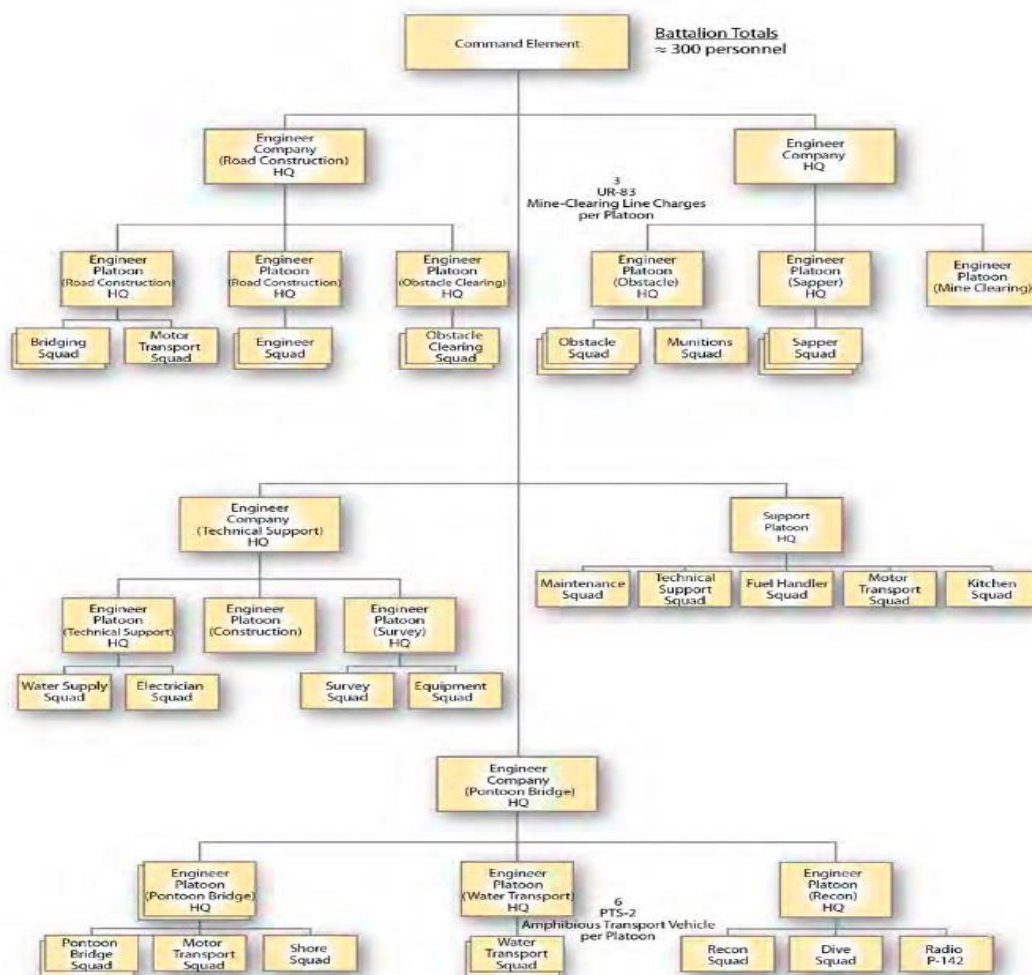 Command Element
Battalion Totals
≈ 300 personnel
Engineer
Company
(Road Construction)
HQ
Engineer
Company
HQ
3
UR-83
Mine-Clearing Line Charges
per Platoon
Engineer
Platoon
(Road Construction)
HQ
Engineer
Platoon
(Road Construction)
HQ
Engineer
Platoon
(Obstacle Clearing)
HQ
Engineer
Platoon
(Obstacle)
HQ
Engineer
Platoon
(Sapper)
HQ
Engineer
Platoon
(Mine Clearing)
Bridging
Squad
Motor
Transport
Squad
Engineer
Squad
Obstacle
Clearing
Squad
Obstacle
Squad
Munitions
Squad
Sapper
Squad
Engineer
Company
(Technical Support)
HQ
Support
Platoon
HQ
Maintenance
Squad
Technical
Support
Squad
Fuel Handler
Squad
Motor
Transport
Squad
Kitchen
Squad
Engineer
Platoon
(Technical Support)
HQ
Engineer
Platoon
(Construction)
Engineer
Platoon
(Survey)
HQ
Water Supply
Squad
Electrician
Squad
Survey
Squad
Equipment
Squad
Engineer
Company
(Pontoon Bridge)
HQ
Engineer
Platoon
(Pontoon Bridge)
HQ
Engineer
Platoon
(Water Transport)
HQ
6
PTS-2
Amphibious Transport Vehicle
per Platoon
Engineer
Platoon
(Recon)
HQ
Pontoon
Bridge
Squad
Motor
Transport
Squad
Shore
Squad
Water
Transport
Squad
Recon
Squad
Dive
Squad
Radio
P-142